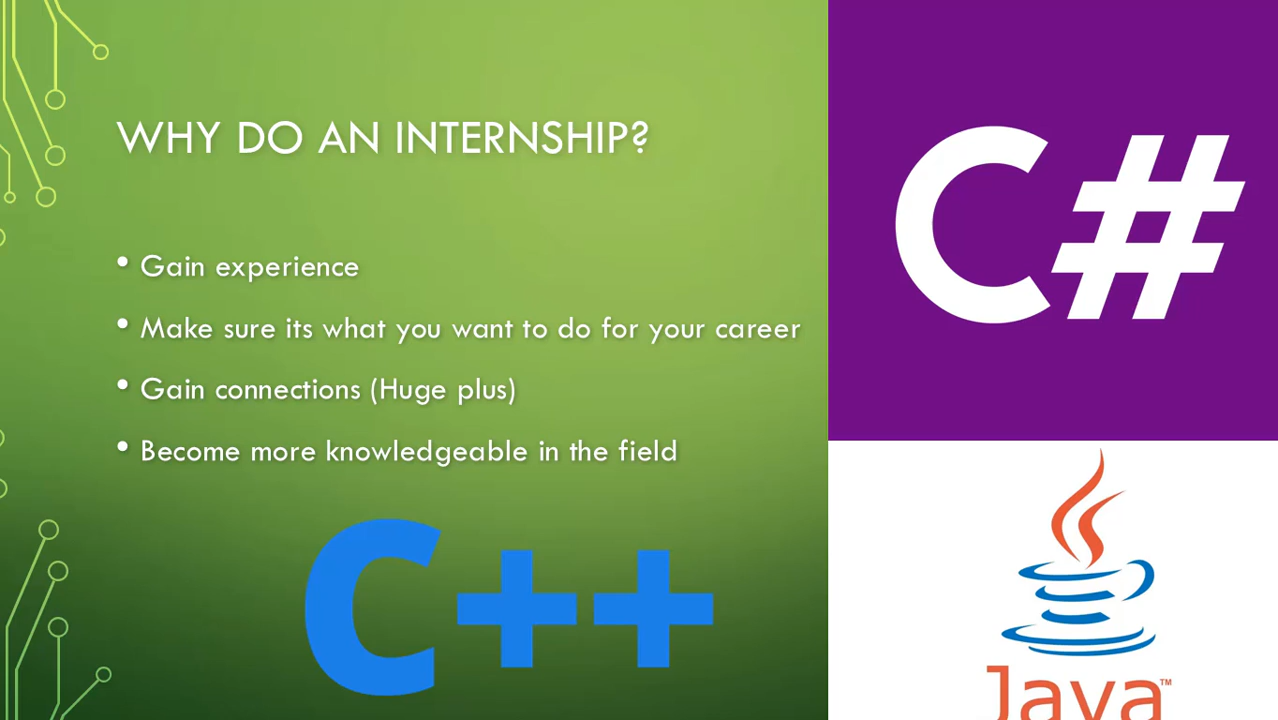 WHY DO AN INTERNSHIP?
• Gain experience
• Make sure its what you want to do for your career
• Gain connections (Huge plus)
• Become more knowledgeable in the field
C++
C#
Java™